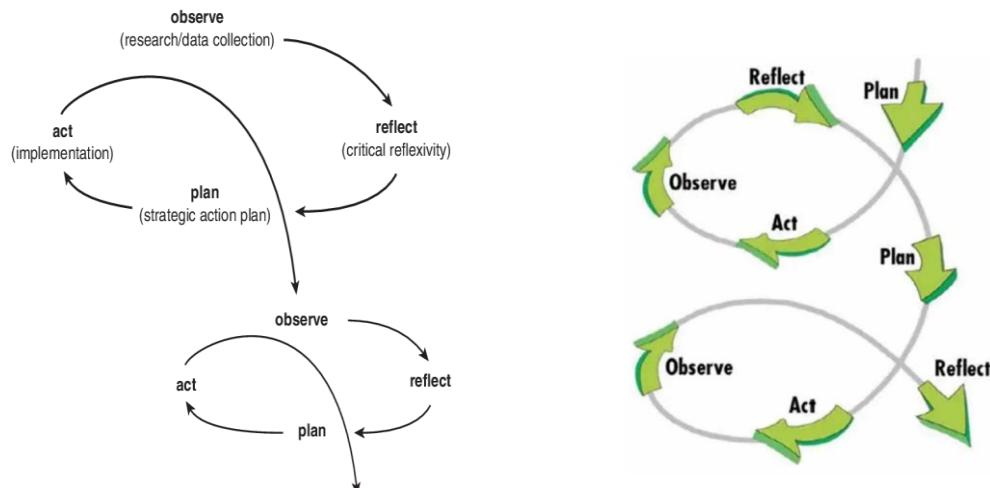 observe
(research/data collection)
reflect
(critical reflexivity)
act
(implementation)
plan
(strategic action plan)
observe
reflect
act
plan
Plan
Reflect
Observe
Act
Plan
Observe
Act
Reflect